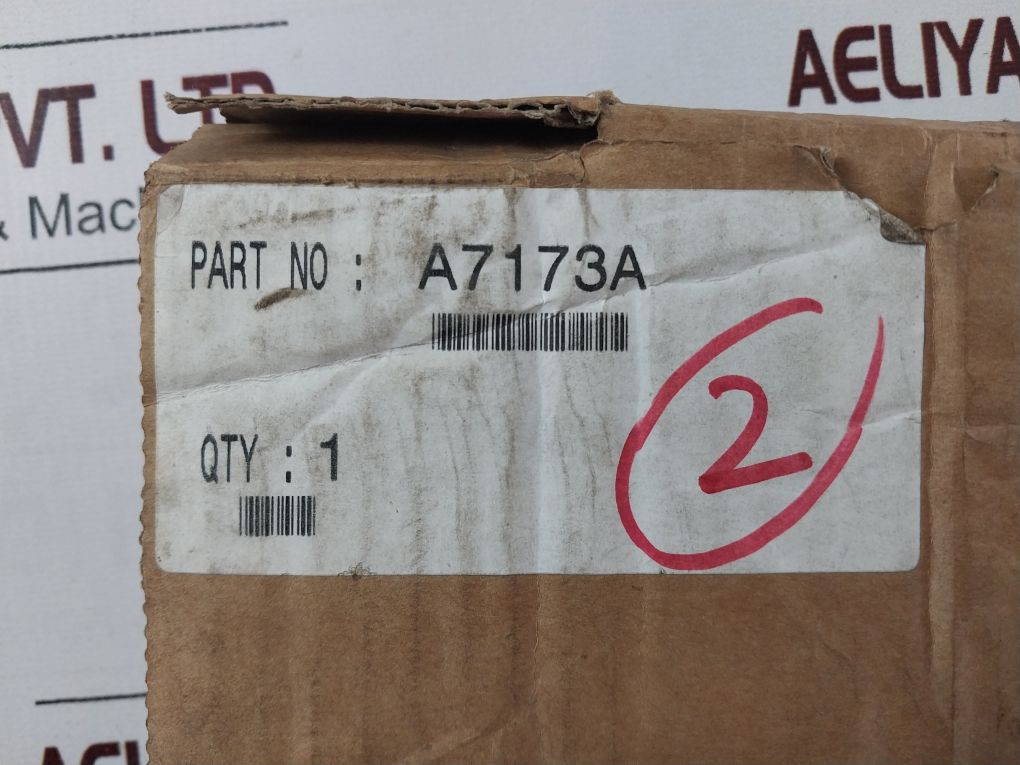 AELIYA
VT. LTD
& Mac
PART NO : A7173A
QTY : 1
2